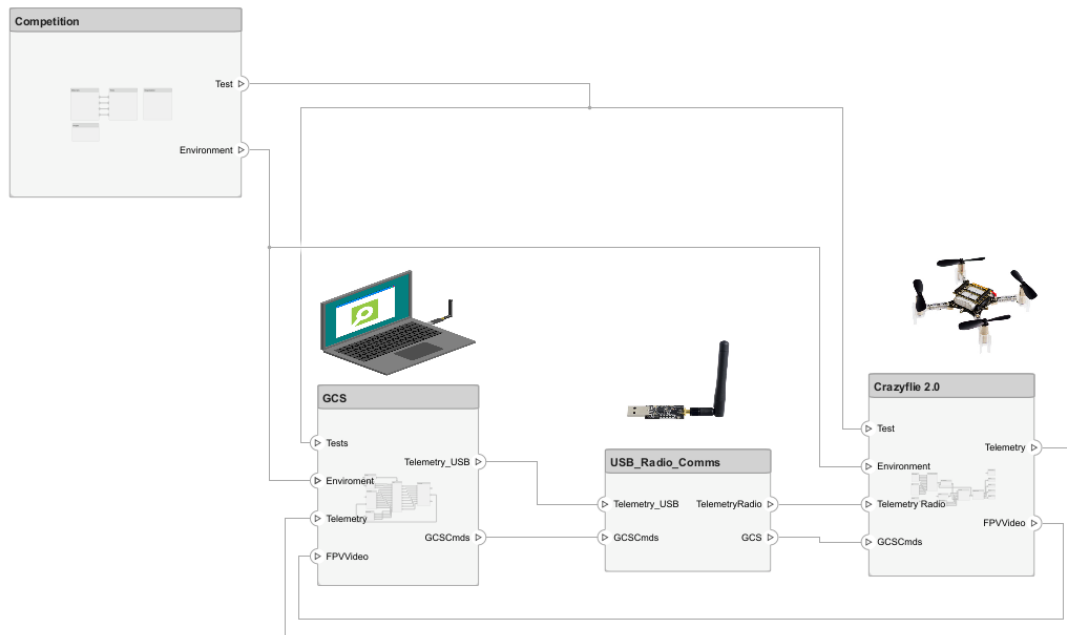 Competition
Test
Environment
GCS
Tests
Telemetry_USB
Enviroment
Telemetry
GCSCmds
FPVVideo
USB_Radio_Comms
Telemetry_USB
TelemetryRadio
GCSCmds
GCS
Crazyflie 2.0
Test
Telemetry
Environment
Telemetry Radio
FPVVideo
GCSCmds